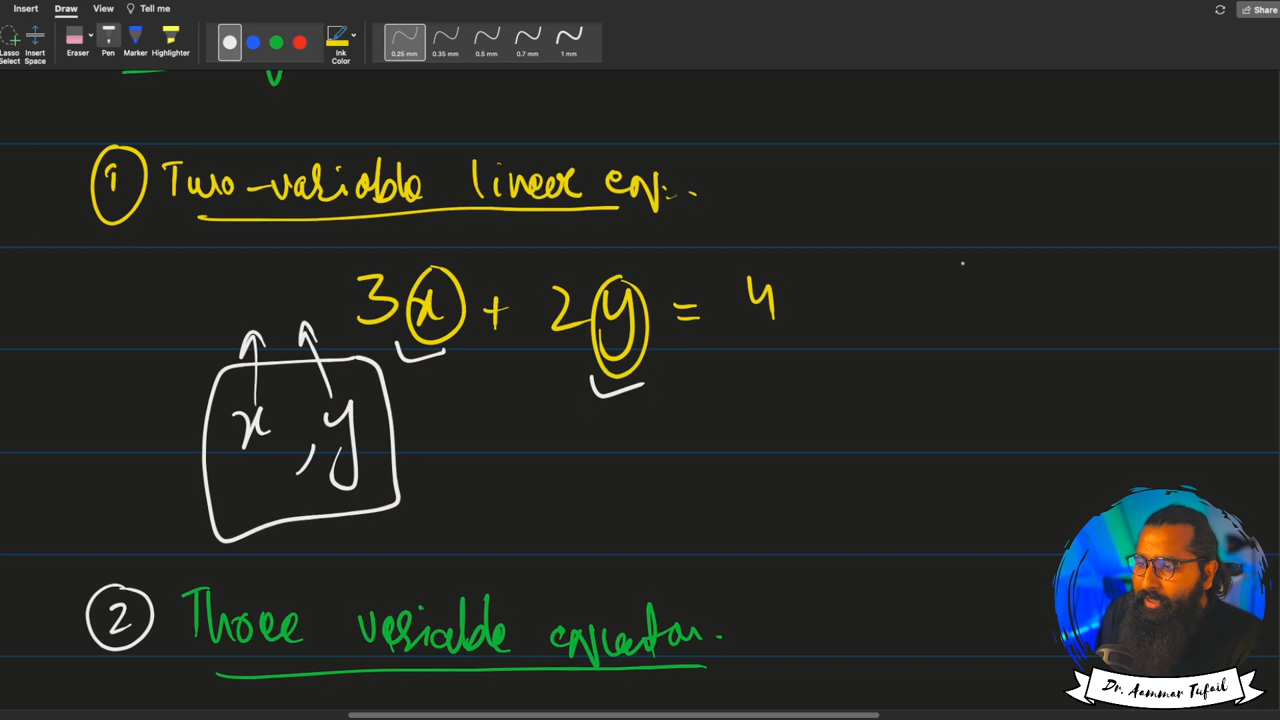 Insert Draw View Tell me
Share
Lasso Select
Insert Space
Eraser
Pen
Marker
Highlighter
Ink Color
0.25 mm
0.35 mm
0.5 mm
0.7 mm
1 mm
1 Two-variable linear eq:.
3x + 2y = 4
x, y
2 Three variable equation.
Dr. Aammar Tufail